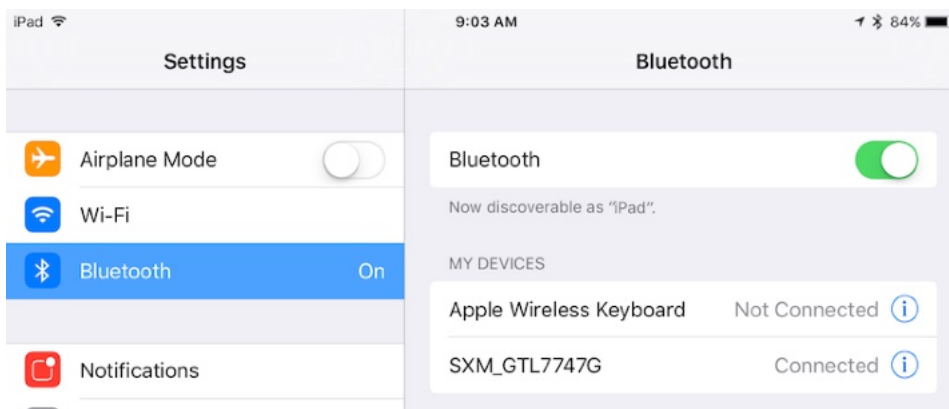 iPad 9:03 AM 84%
Settings
Bluetooth
Airplane Mode
Wi-Fi
Bluetooth On
Notifications
Bluetooth
Now discoverable as "iPad".
MY DEVICES
Apple Wireless Keyboard Not Connected
SXM_GTL7747G Connected